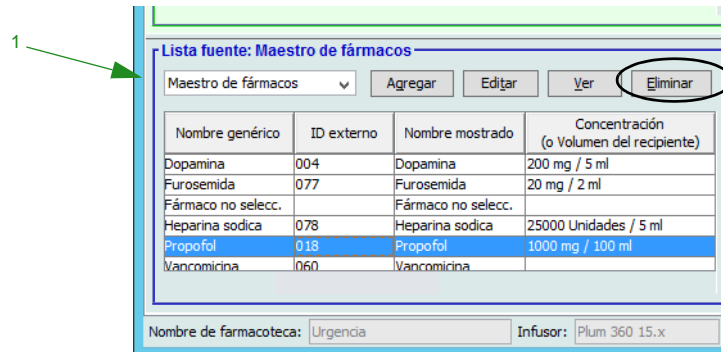 1
Lista fuente: Maestro de fármacos
Maestro de fármacos Agregar Editar Ver Eliminar
Nombre genérico ID externo Nombre mostrado Concentración
(o Volumen del recipiente)
Dopamina 004 Dopamina 200 mg / 5 ml
Furosemida 077 Furosemida 20 mg / 2 ml
Fármaco no selecc. Fármaco no selecc.
Heparina sodica 078 Heparina sodica 25000 Unidades / 5 ml
Propofol 018 Propofol 1000 mg / 100 ml
Vancomicina 060 Vancomicina
Nombre de farmacoteca: Urgencia Infusor: Plum 360 15.x